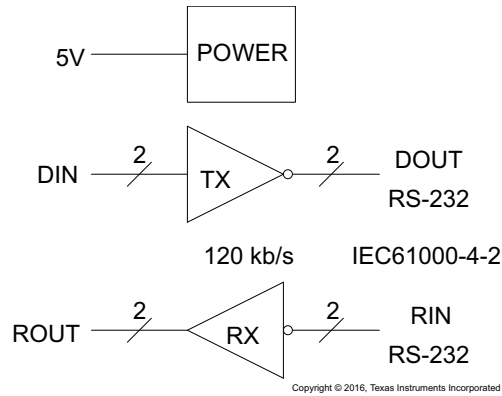 5V
POWER
DIN
2
TX
2
DOUT
RS-232
120 kb/s
IEC61000-4-2
ROUT
2
RX
2
RIN
RS-232
Copyright © 2016, Texas Instruments Incorporated